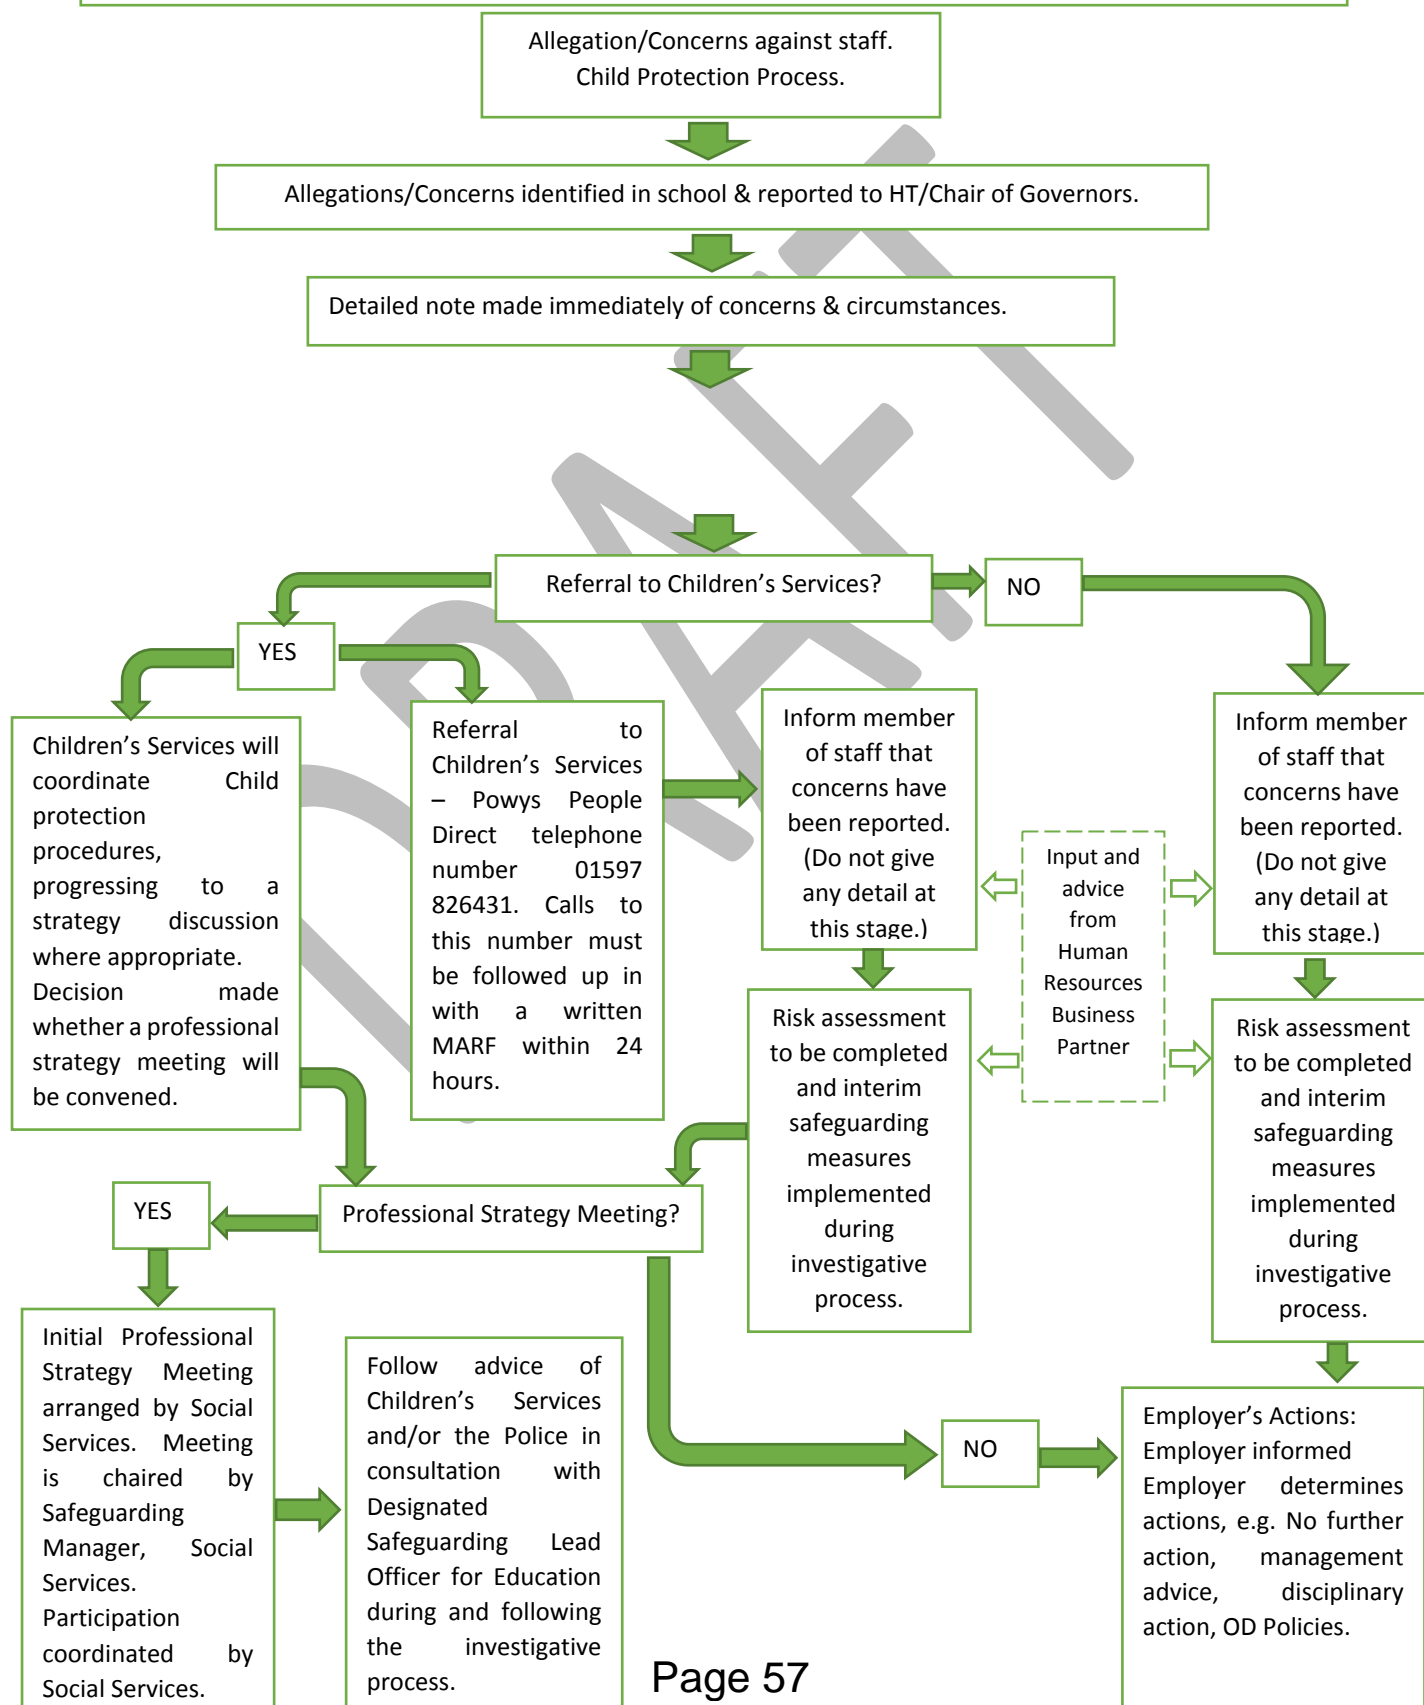 Allegation/Concerns against staff.
Child Protection Process.
Allegations/Concerns identified in school & reported to HT/Chair of Governors.
Detailed note made immediately of concerns & circumstances.
DRAFT
Referral to Children’s Services?
NO
YES
Children’s Services will
coordinate Child
protection
procedures,
progressing to a
strategy discussion
where appropriate.
Decision made
whether a professional
strategy meeting will
be convened.
Referral to
Children’s Services
– Powys People
Direct telephone
number 01597
826431. Calls to
this number must
be followed up in
with a written
MARF within 24
hours.
Inform member
of staff that
concerns have
been reported.
(Do not give
any detail at
this stage.)
Input and
advice
from
Human
Resources
Business
Partner
Inform member
of staff that
concerns have
been reported.
(Do not give
any detail at
this stage.)
Risk assessment
to be completed
and interim
safeguarding
measures
implemented
during
investigative
process.
Risk assessment
to be completed
and interim
safeguarding
measures
implemented
during
investigative
process.
Professional Strategy Meeting?
YES
Initial Professional
Strategy Meeting
arranged by Social
Services. Meeting
is chaired by
Safeguarding
Manager, Social
Services.
Participation
coordinated by
Social Services.
Follow advice of
Children’s Services
and/or the Police in
consultation with
Designated
Safeguarding Lead
Officer for Education
during and following
the investigative
process.
NO
Employer’s Actions:
Employer informed
Employer determines
actions, e.g. No further
action, management
advice, disciplinary
action, OD Policies.
Page 57